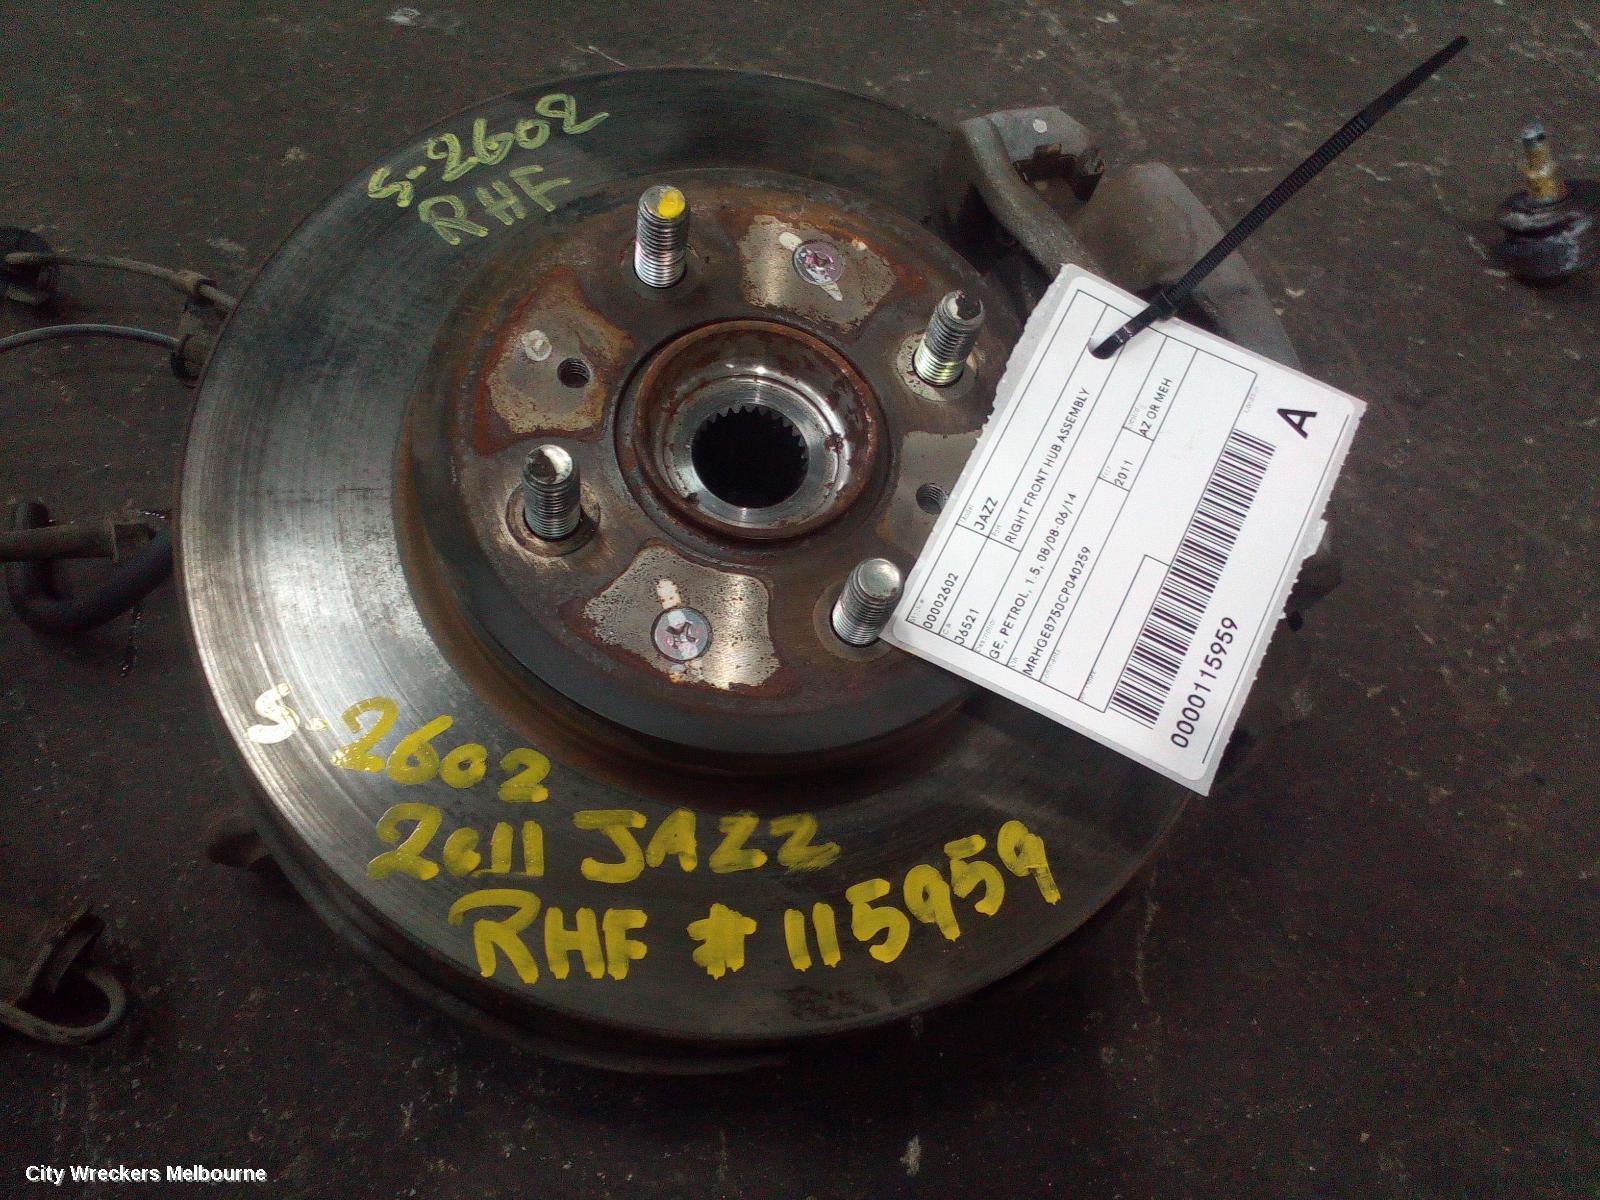 S-2602
RHF
S-2602
2011 JAZZ
RHF # 115959
00002602
JAZZ
J6521
RIGHT FRONT HUB ASSEMBLY
GE, PETROL, 1.5, 08/08-06/14
MRHGE8750CP040259
2011
AZ OR MEH
A
0000115959
City Wreckers Melbourne